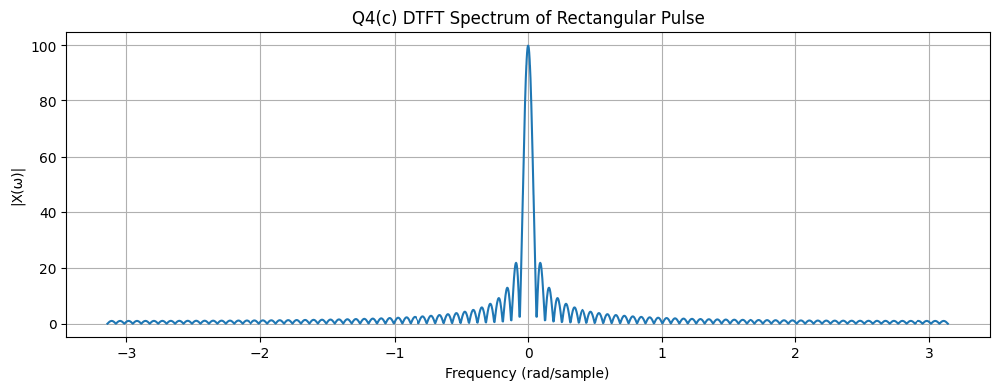 Q4(c) DTFT Spectrum of Rectangular Pulse
|X(ω)|
100
80
60
40
20
0
−3 −2 −1 0 1 2 3
Frequency (rad/sample)